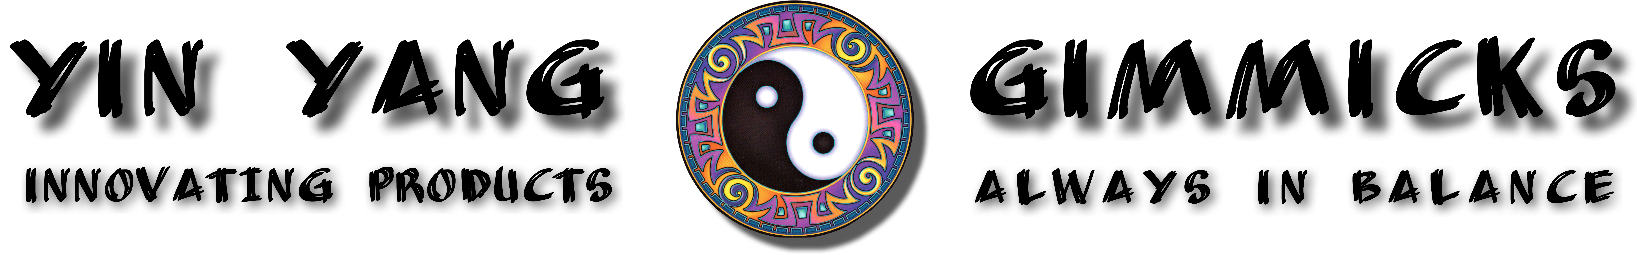 YIN YANG GIMMICKS
INNOVATING PRODUCTS ALWAYS IN BALANCE